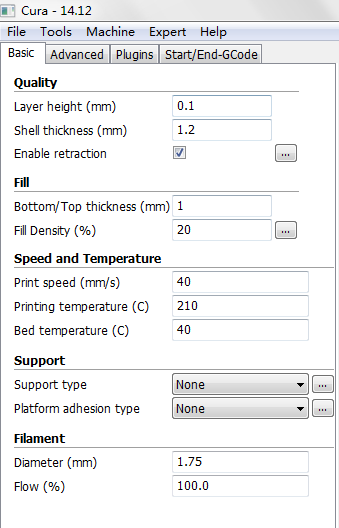 Cura - 14.12
File Tools Machine Expert Help
Basic Advanced Plugins Start/End-GCode
Quality
Layer height (mm) 0.1
Shell thickness (mm) 1.2
Enable retraction ...
Fill
Bottom/Top thickness (mm) 1
Fill Density (%) 20 ...
Speed and Temperature
Print speed (mm/s) 40
Printing temperature (C) 210
Bed temperature (C) 40
Support
Support type None ...
Platform adhesion type None ...
Filament
Diameter (mm) 1.75
Flow (%) 100.0